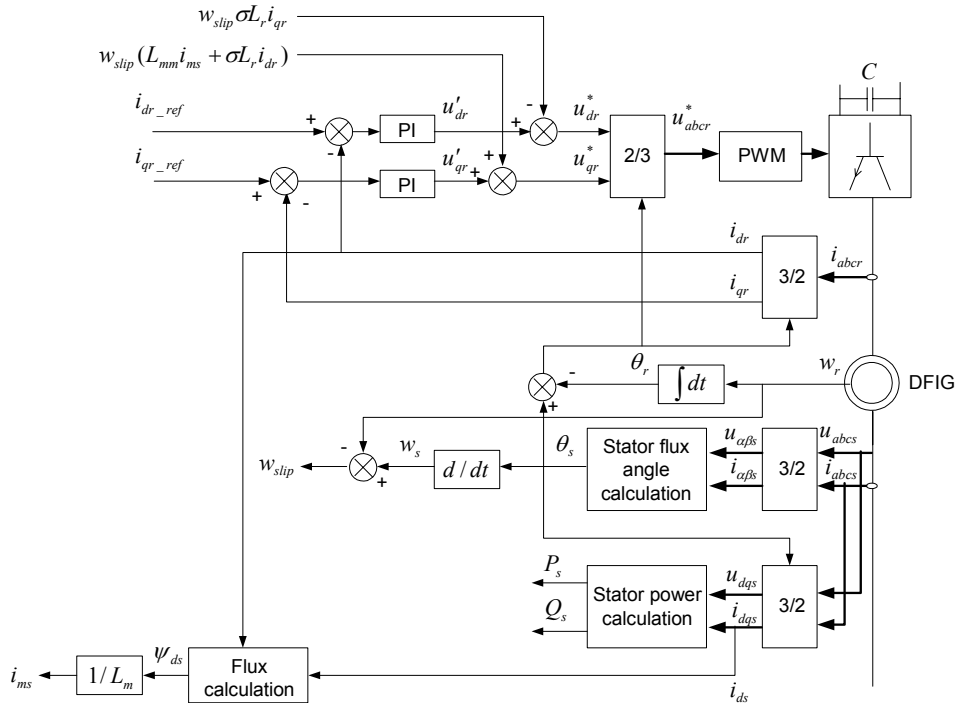 w_slip σL_r i_qr
w_slip (L_mm i_ms + σL_r i_dr)
C
i_dr_ref
+
-
PI
u′_dr
-
+
u*_dr
2/3
u*_abcr
PWM
i_qr_ref
+
-
PI
u′_qr
+
+
u*_qr
i_dr
i_qr
3/2
i_abcr
-
+
θ_r
∫ dt
w_r
DFIG
w_slip
-
+
w_s
d / dt
θ_s
Stator flux
angle
calculation
u_αβs
i_αβs
3/2
u_abcs
i_abcs
P_s
Q_s
Stator power
calculation
u_dqs
i_dqs
3/2
i_ms
1/ L_m
ψ_ds
Flux
calculation
i_ds